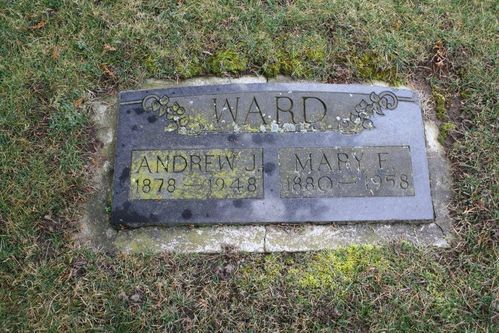 WARD
ANDREW J.
1878 — 1948
MARY F.
1880 — 1958